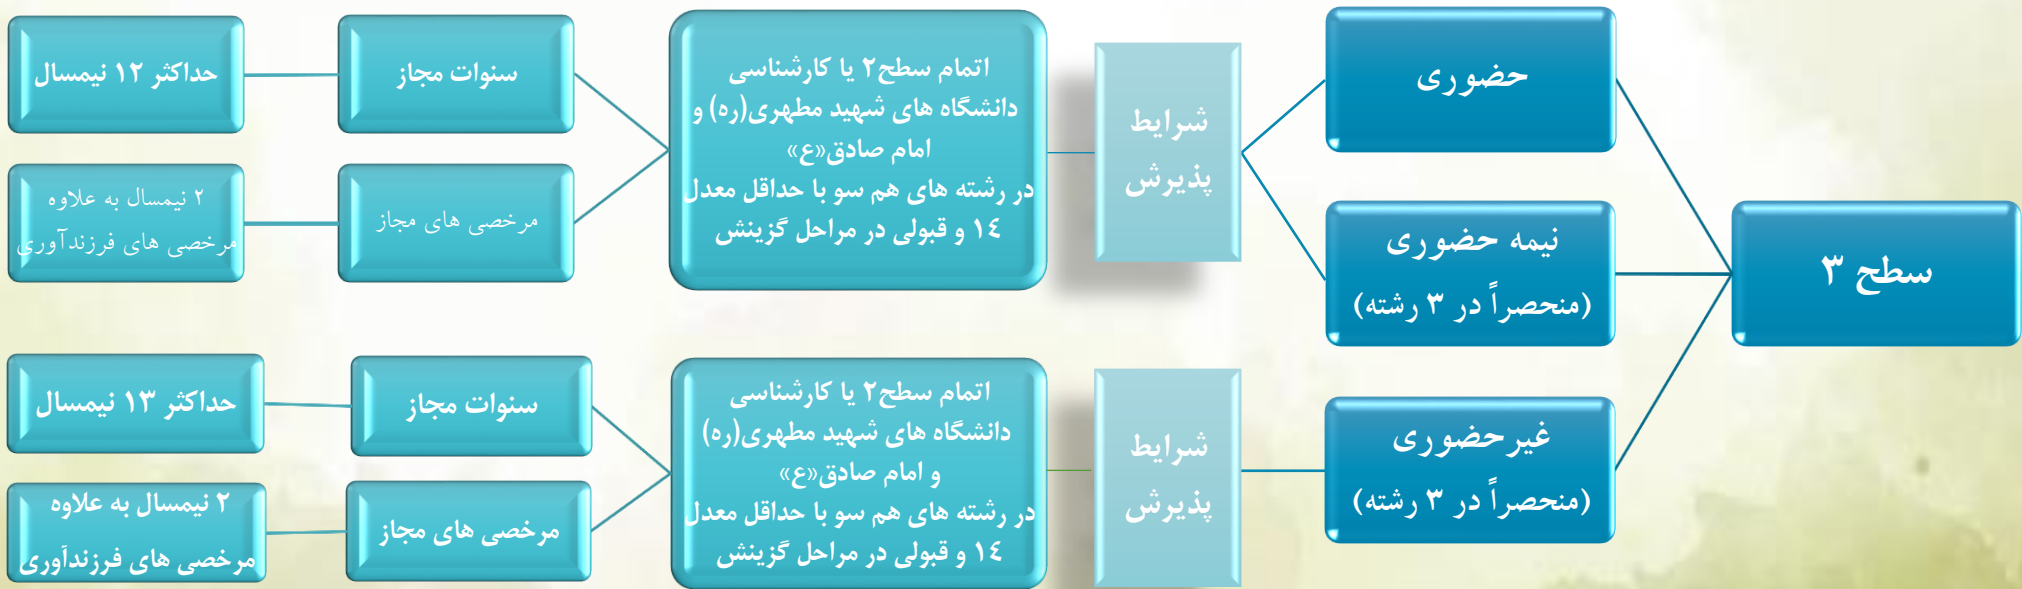 سطح ۳
حضوری
نیمه حضوری
(منحصراً در ۳ رشته)
شرایط
پذیرش
اتمام سطح۲ یا کارشناسی
دانشگاه های شهید مطهری(ره) و
امام صادق«ع»
در رشته های هم سو با حداقل معدل
۱٤ و قبولی در مراحل گزینش
سنوات مجاز
حداکثر ۱۲ نیمسال
مرخصی های مجاز
۲ نیمسال به علاوه
مرخصی های فرزندآوری
غیرحضوری
(منحصراً در ۳ رشته)
شرایط
پذیرش
اتمام سطح۲ یا کارشناسی
دانشگاه های شهید مطهری(ره)
و امام صادق«ع»
در رشته های هم سو با حداقل معدل
۱٤ و قبولی در مراحل گزینش
سنوات مجاز
حداکثر ۱۳ نیمسال
مرخصی های مجاز
۲ نیمسال به علاوه
مرخصی های فرزندآوری